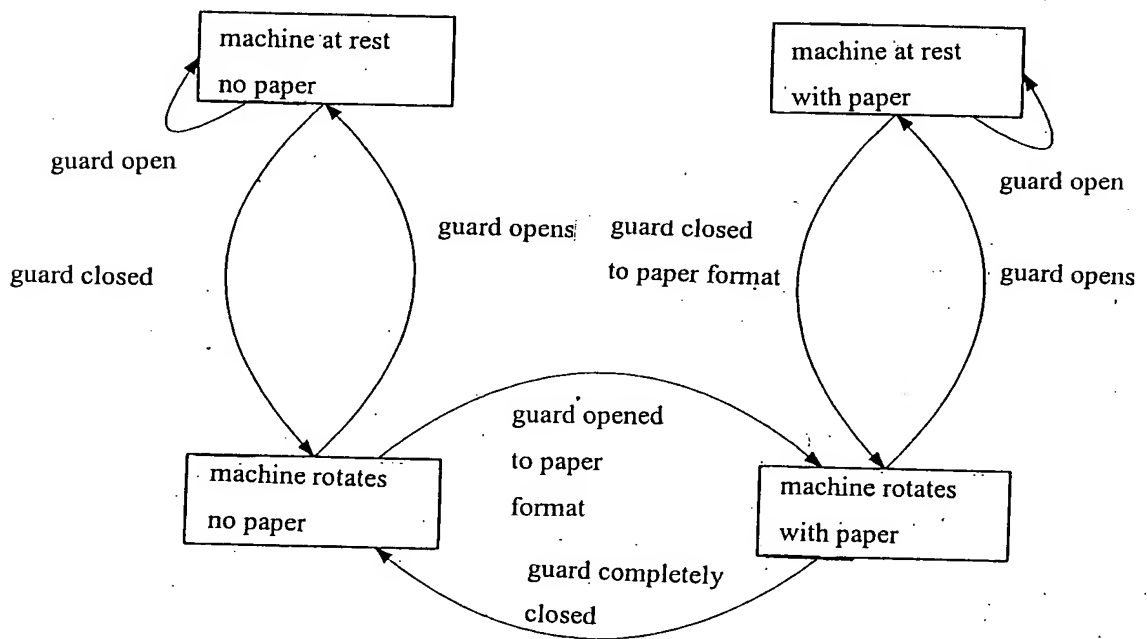 machine at rest
no paper
machine at rest
with paper
guard open
guard open
guard opens
guard closed
to paper format
guard closed
guard opens
guard opened
to paper
format
machine rotates
no paper
machine rotates
with paper
guard completely
closed